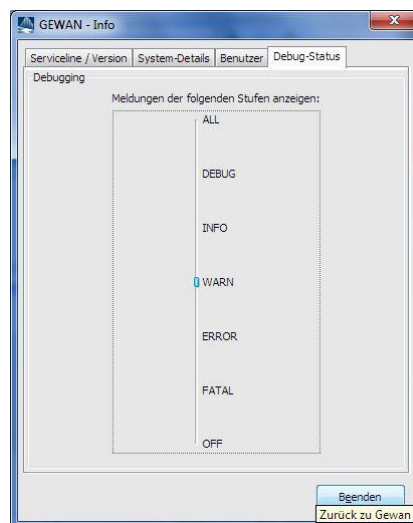 GEWAN - Info
Serviceline / Version System-Details Benutzer Debug-Status
Debugging
Meldungen der folgenden Stufen anzeigen:
ALL
DEBUG
INFO
WARN
ERROR
FATAL
OFF
Beenden
Zurück zu Gewan